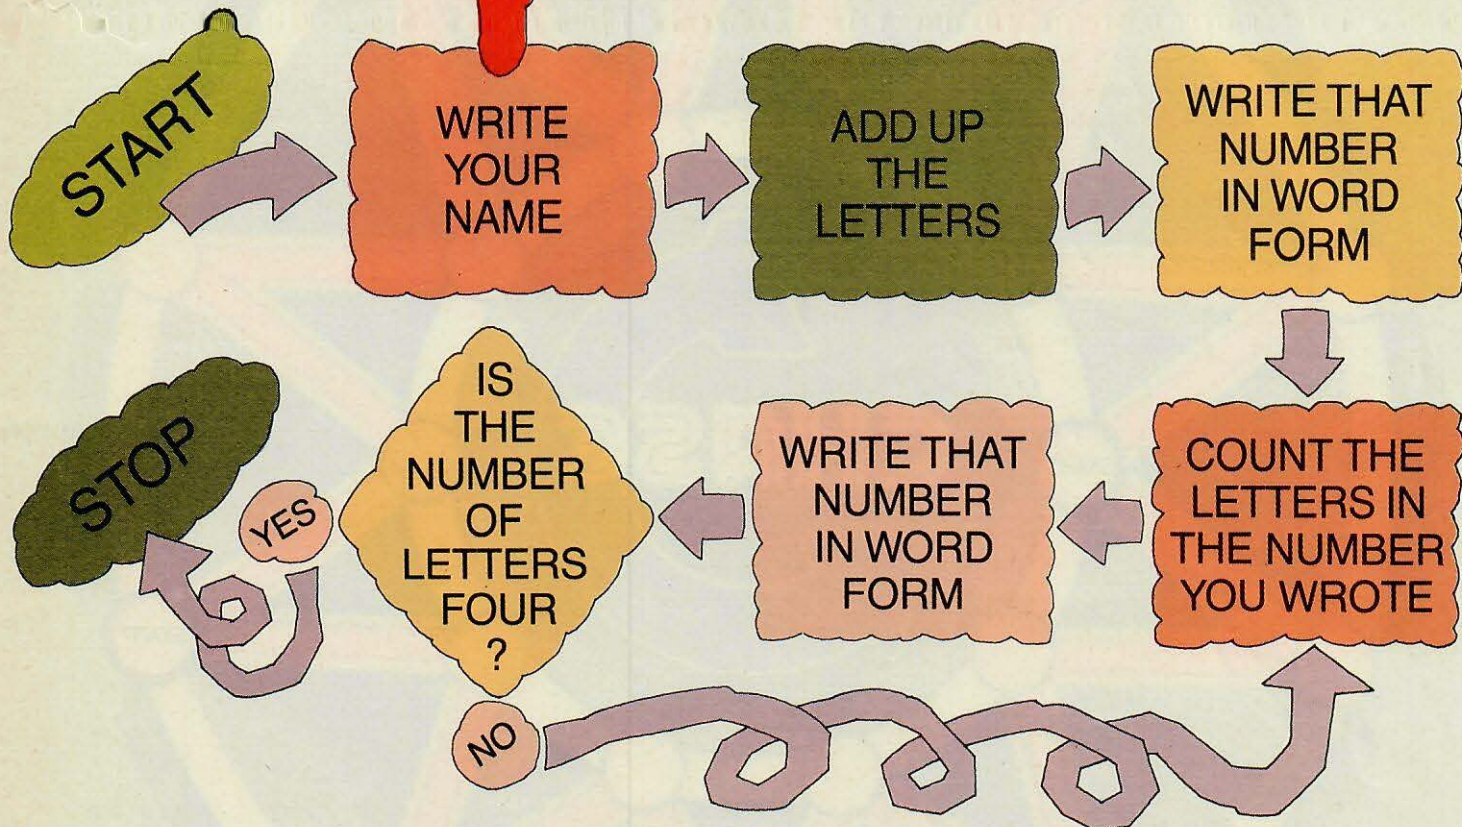 START
WRITE
YOUR
NAME
ADD UP
THE
LETTERS
WRITE THAT
NUMBER
IN WORD
FORM
COUNT THE
LETTERS IN
THE NUMBER
YOU WROTE
WRITE THAT
NUMBER
IN WORD
FORM
IS
THE
NUMBER
OF
LETTERS
FOUR
?
YES
STOP
NO